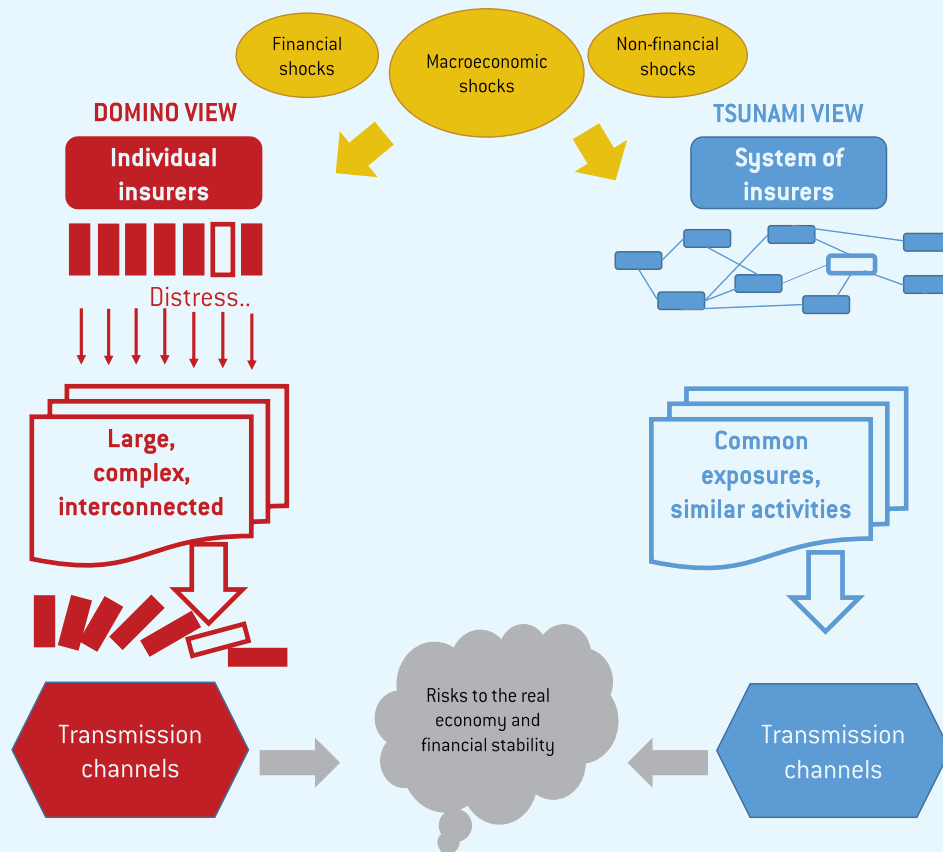 Financial
shocks
Macroeconomic
shocks
Non-financial
shocks
DOMINO VIEW
Individual
insurers
Distress..
Large,
complex,
interconnected
Transmission
channels
TSUNAMI VIEW
System of
insurers
Common
exposures,
similar activities
Transmission
channels
Risks to the real
economy and
financial stability